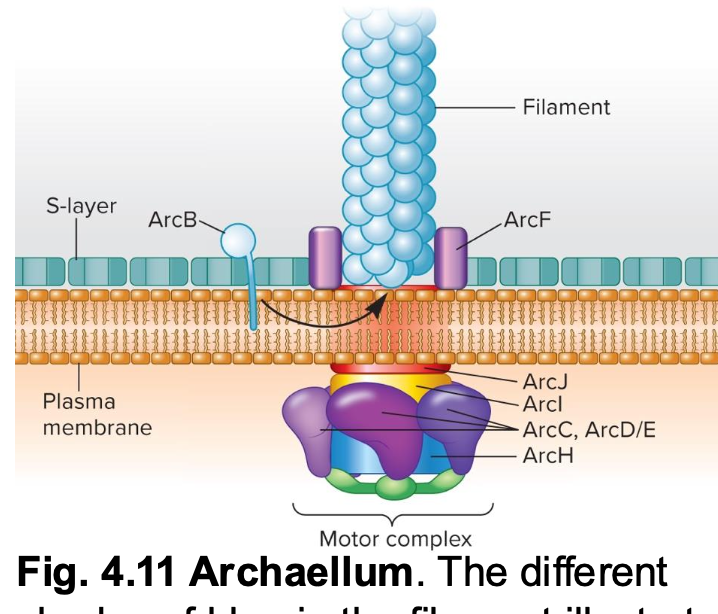 Filament
S-layer
ArcB
ArcF
ArcJ
ArcI
ArcC, ArcD/E
ArcH
Plasma
membrane
Motor complex
Fig. 4.11 Archaellum. The different